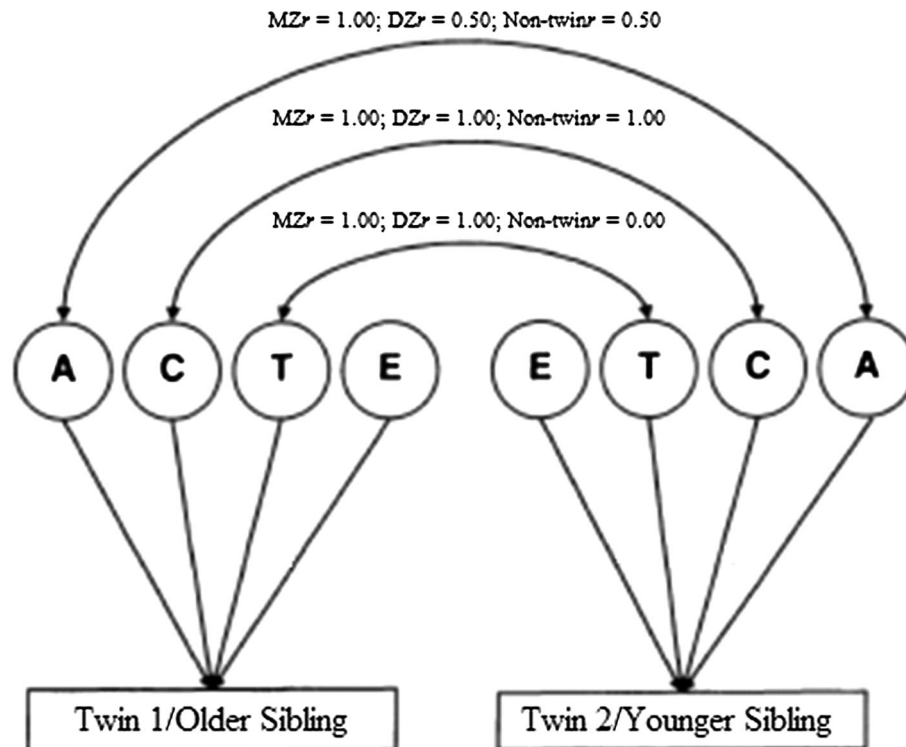 MZr = 1.00; DZr = 0.50; Non-twinr = 0.50
MZr = 1.00; DZr = 1.00; Non-twinr = 1.00
MZr = 1.00; DZr = 1.00; Non-twinr = 0.00
A C T E E T C A
Twin 1/Older Sibling Twin 2/Younger Sibling